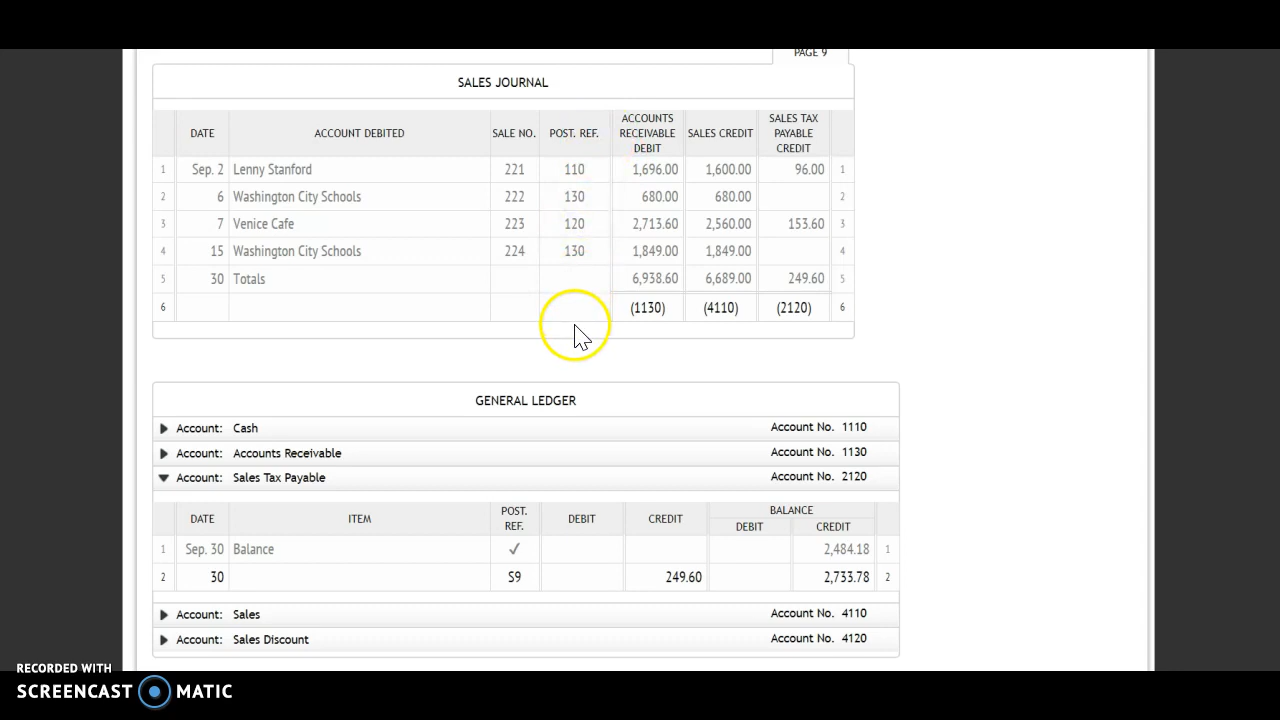 PAGE 9
SALES JOURNAL
DATE ACCOUNT DEBITED SALE NO. POST. REF. ACCOUNTS RECEIVABLE DEBIT SALES CREDIT SALES TAX PAYABLE CREDIT
1 Sep. 2 Lenny Stanford 221 110 1,696.00 1,600.00 96.00 1
2 6 Washington City Schools 222 130 680.00 680.00 2
3 7 Venice Cafe 223 120 2,713.60 2,560.00 153.60 3
4 15 Washington City Schools 224 130 1,849.00 1,849.00 4
5 30 Totals 6,938.60 6,689.00 249.60 5
6 (1130) (4110) (2120) 6
GENERAL LEDGER
Account: Cash Account No. 1110
Account: Accounts Receivable Account No. 1130
Account: Sales Tax Payable Account No. 2120
DATE ITEM POST. REF. DEBIT CREDIT BALANCE DEBIT CREDIT
1 Sep. 30 Balance ✓ 2,484.18 1
2 30 S9 249.60 2,733.78 2
Account: Sales Account No. 4110
Account: Sales Discount Account No. 4120
RECORDED WITH
SCREENCAST MATIC